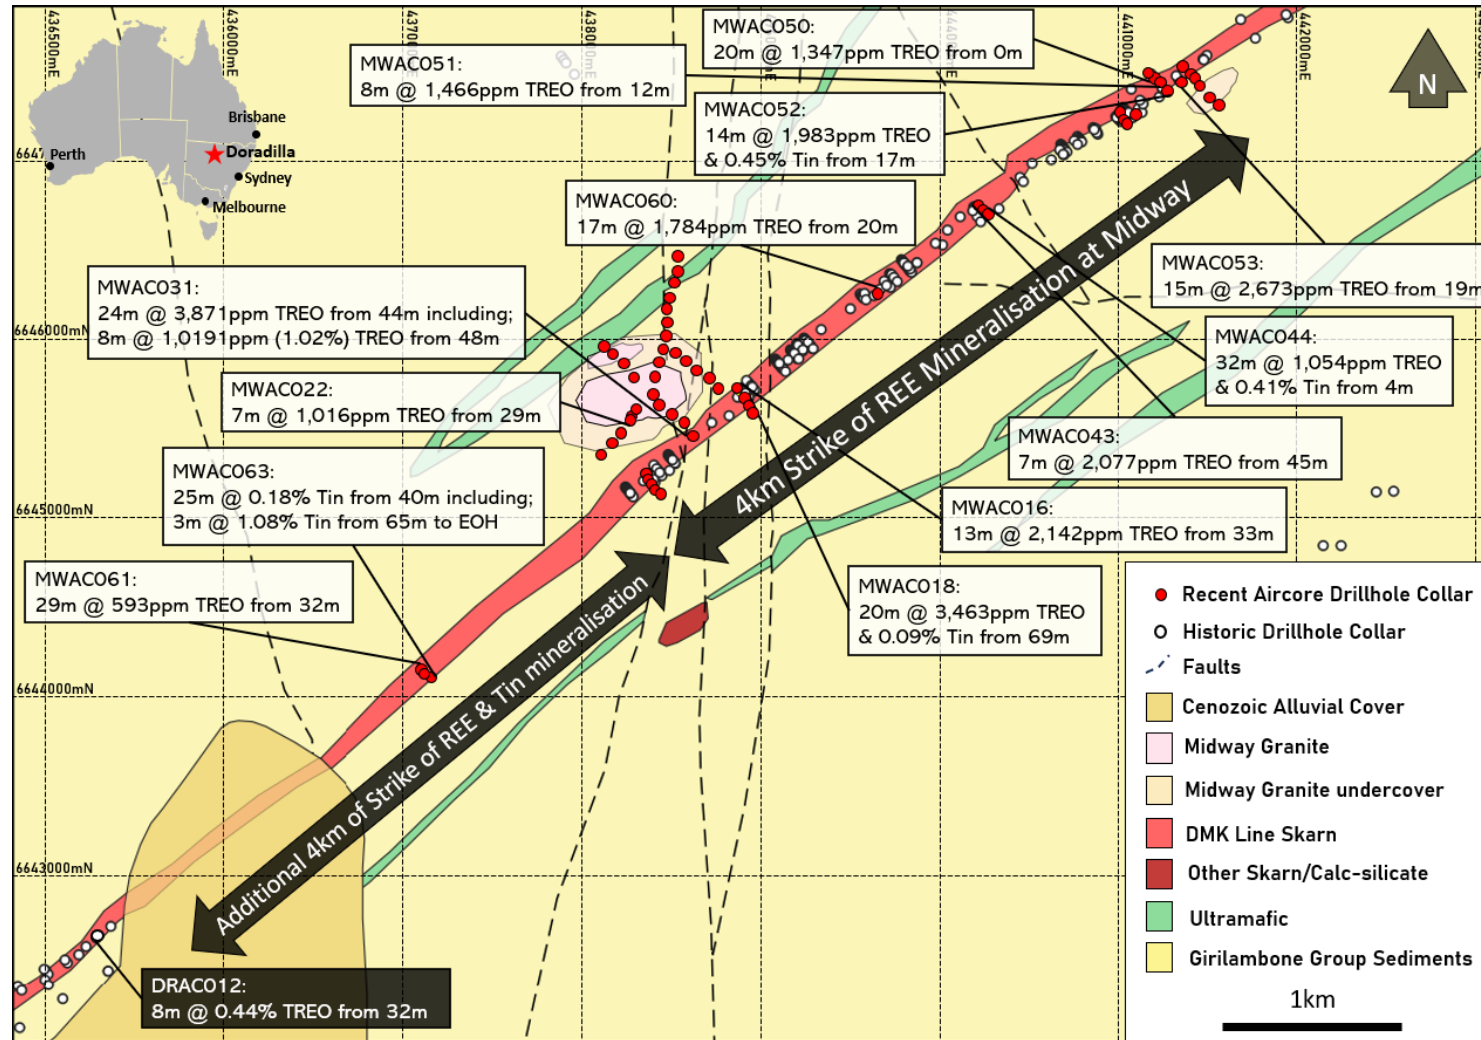 436500mE
436000mE
437000mE
438000mE
441000mE
442000mE
MWAC050:
20m @ 1,347ppm TREO from 0m
MWAC051:
8m @ 1,466ppm TREO from 12m
MWAC052:
14m @ 1,983ppm TREO
& 0.45% Tin from 17m
N
Brisbane
Doradilla
Perth
Sydney
Melbourne
6647
MWAC060:
17m @ 1,784ppm TREO from 20m
MWAC053:
15m @ 2,673ppm TREO from 19m
MWAC031:
24m @ 3,871ppm TREO from 44m including;
8m @ 1,0191ppm (1.02%) TREO from 48m
6646000mN
MWAC044:
32m @ 1,054ppm TREO
& 0.41% Tin from 4m
MWAC022:
7m @ 1,016ppm TREO from 29m
4km Strike of REE Mineralisation at Midway
MWAC043:
7m @ 2,077ppm TREO from 45m
MWAC063:
25m @ 0.18% Tin from 40m including;
3m @ 1.08% Tin from 65m to EOH
MWAC016:
13m @ 2,142ppm TREO from 33m
6645000mN
MWAC061:
29m @ 593ppm TREO from 32m
MWAC018:
20m @ 3,463ppm TREO
& 0.09% Tin from 69m
6644000mN
Additional 4km of Strike of REE & Tin mineralisation
6643000mN
DRAC012:
8m @ 0.44% TREO from 32m
Recent Aircore Drillhole Collar
Historic Drillhole Collar
Faults
Cenozoic Alluvial Cover
Midway Granite
Midway Granite undercover
DMK Line Skarn
Other Skarn/Calc-silicate
Ultramafic
Girilambone Group Sediments
1km